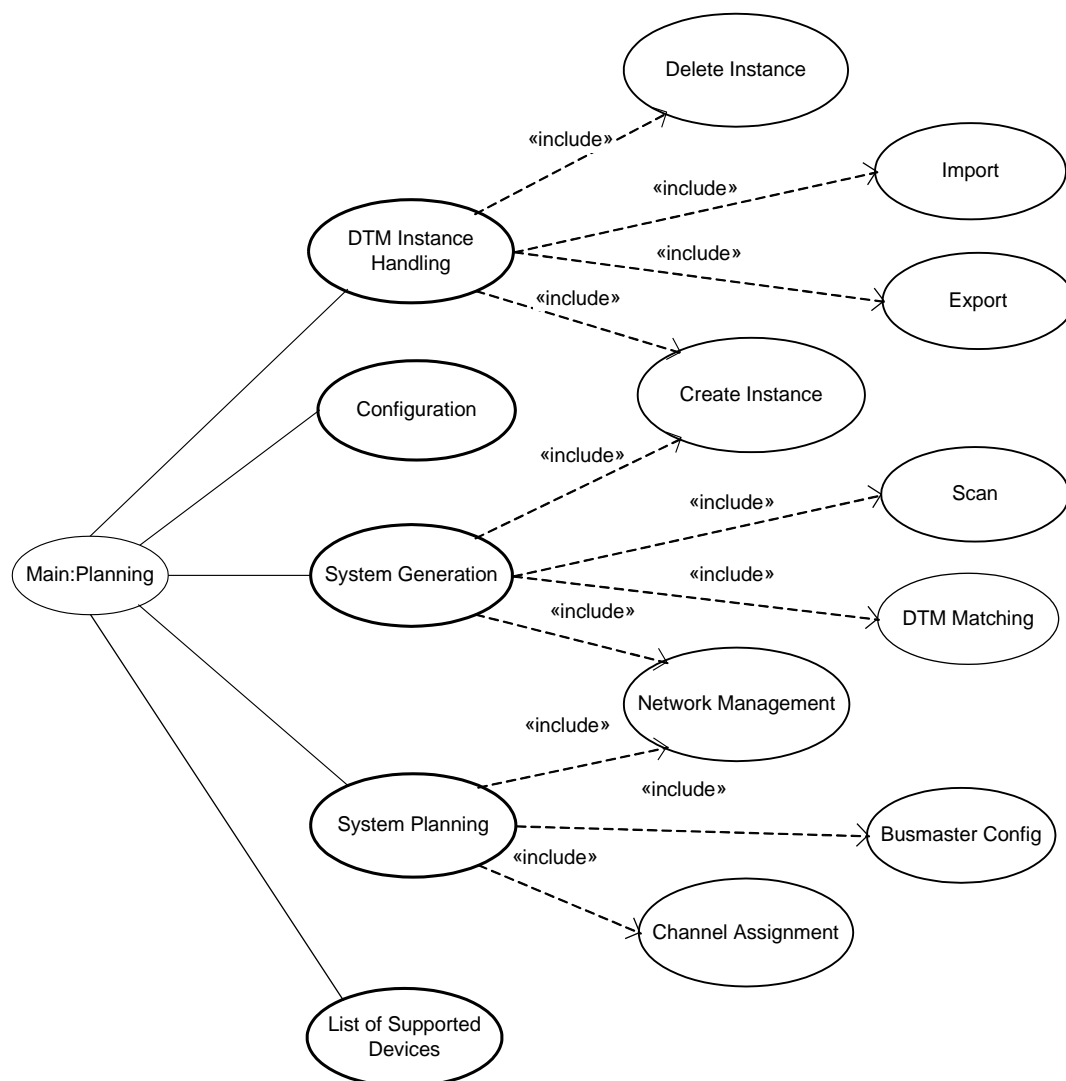 Delete Instance
«include»
Import
«include»
DTM Instance
Handling
«include»
Export
«include»
Create Instance
Configuration
«include»
Scan
«include»
Main:Planning
System Generation
«include»
DTM Matching
«include»
Network Management
«include»
«include»
System Planning
Busmaster Config
«include»
Channel Assignment
List of Supported
Devices